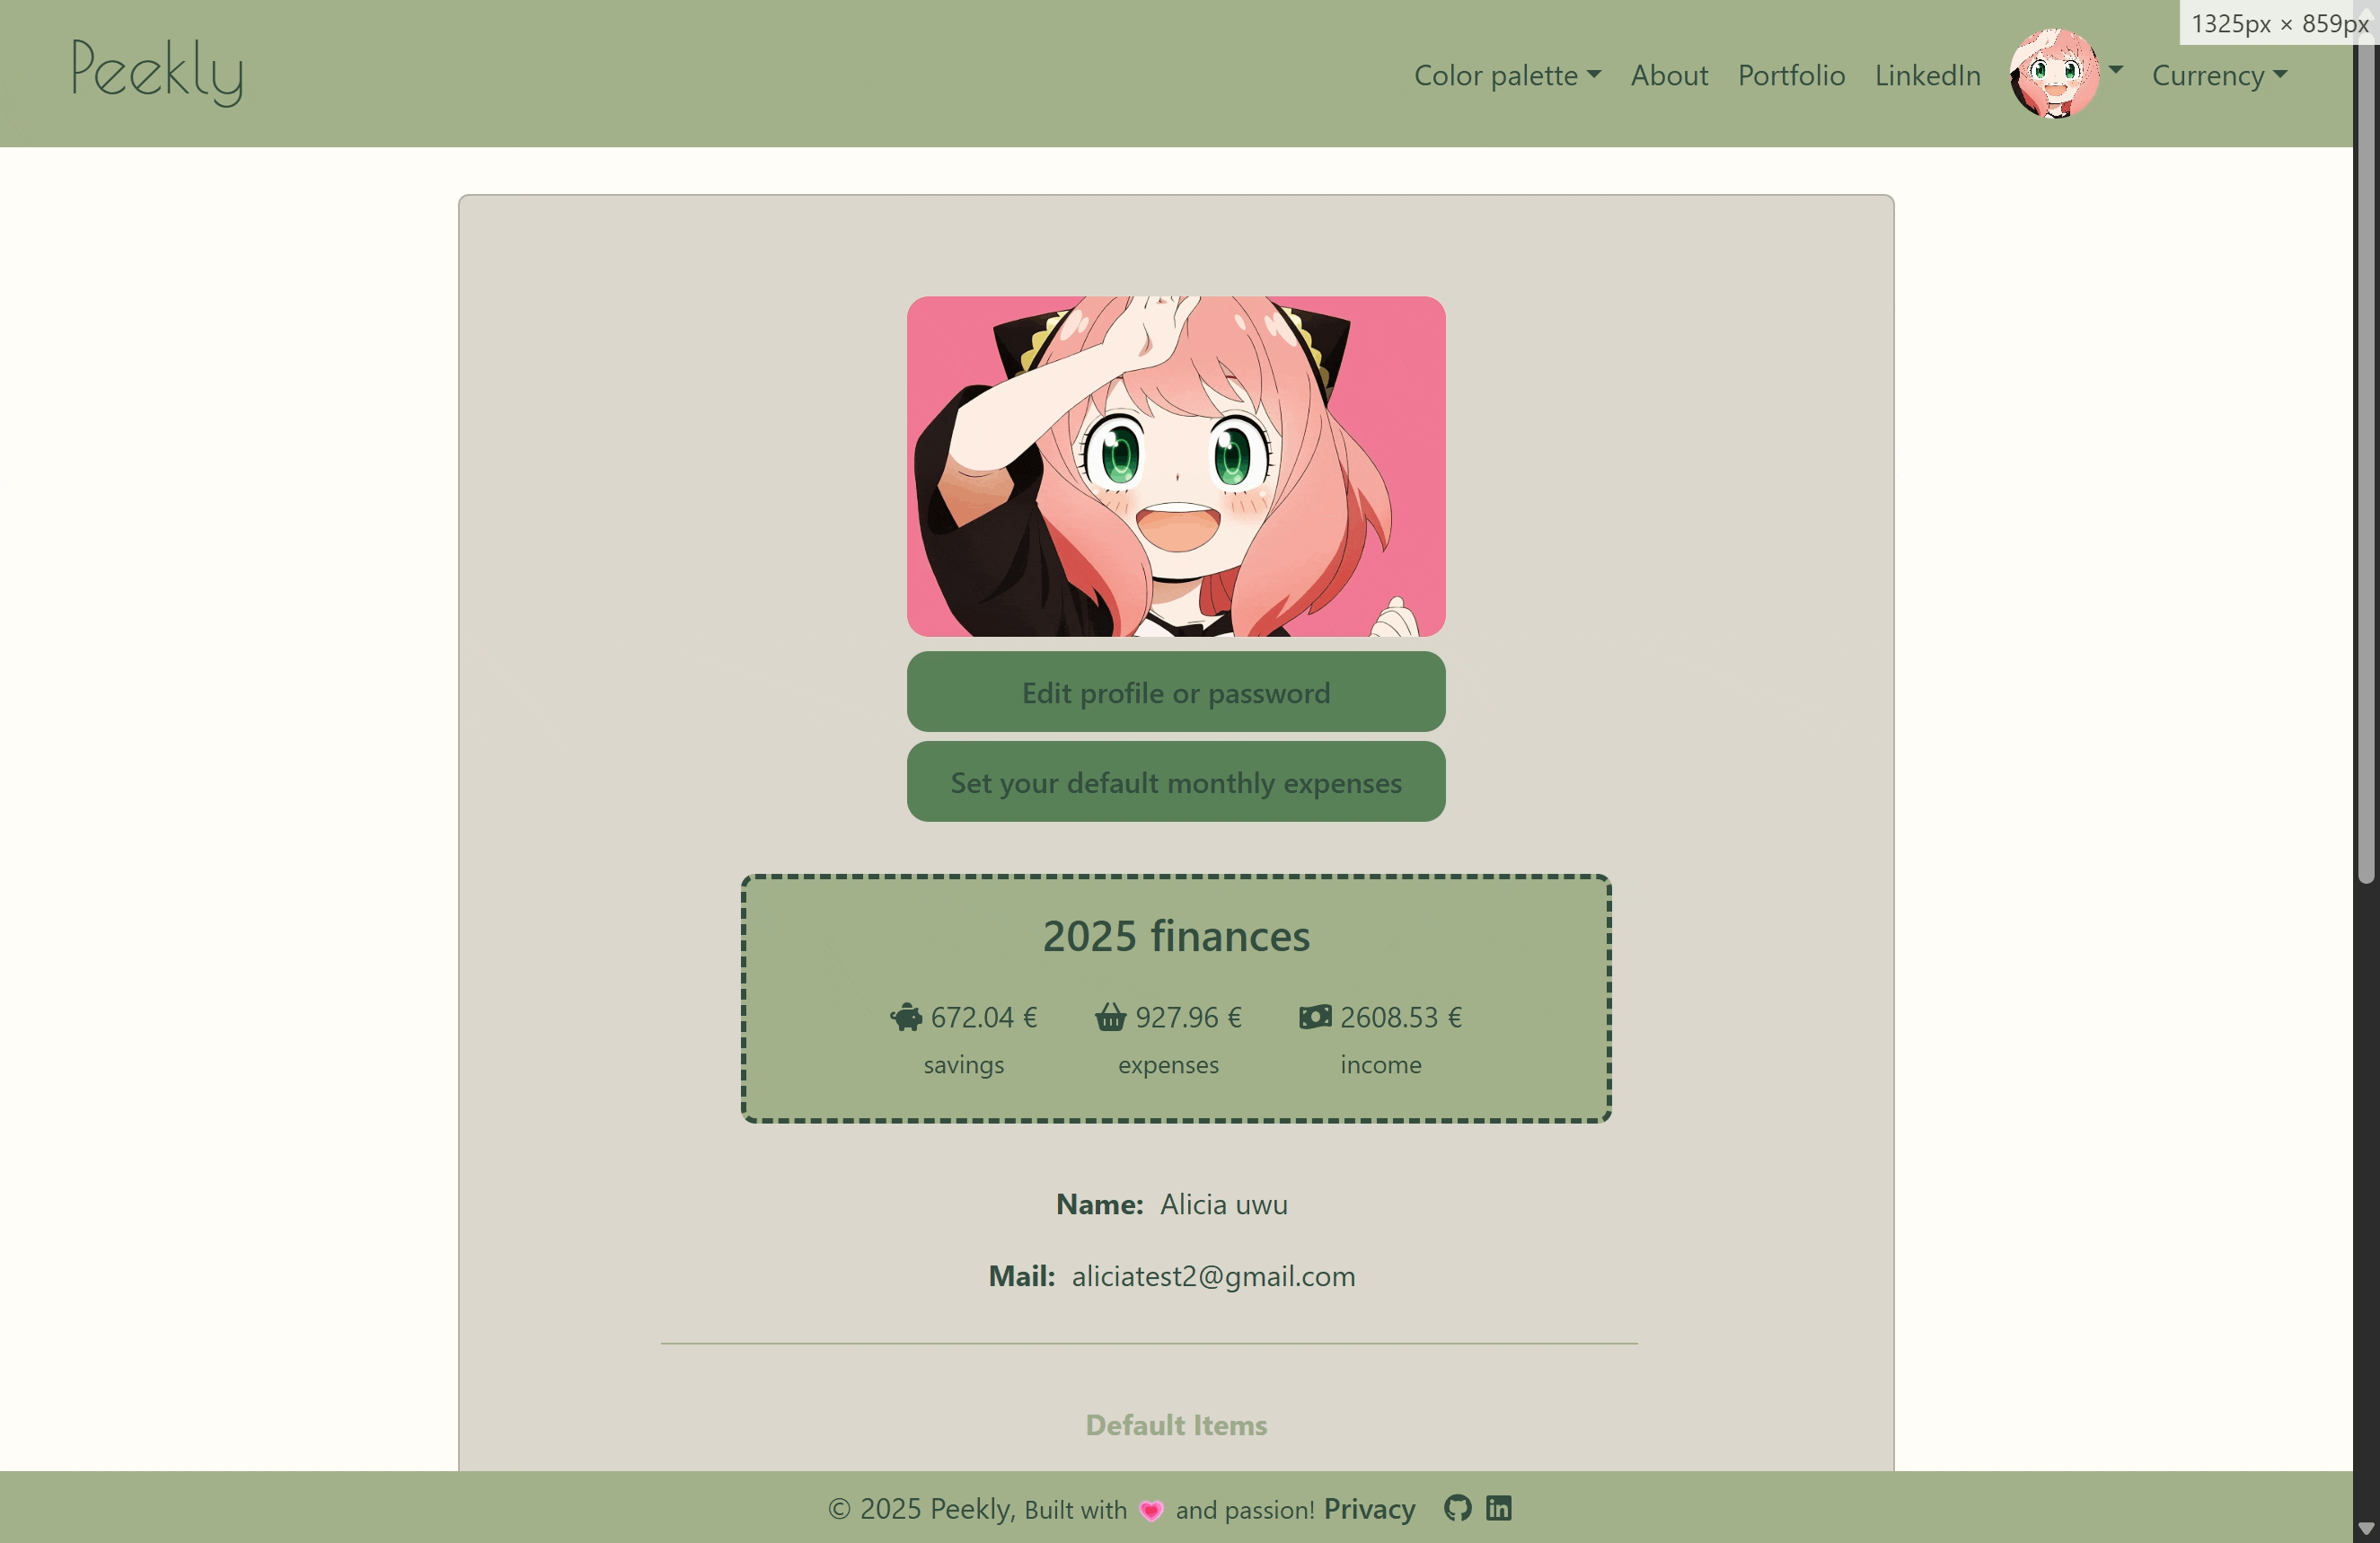 Peekly
Color palette About Portfolio LinkedIn Currency
1325px × 859px
Edit profile or password
Set your default monthly expenses
2025 finances
672.04 € 927.96 € 2608.53 €
savings expenses income
Name: Alicia uwu
Mail: aliciatest2@gmail.com
Default Items
© 2025 Peekly, Built with 💗 and passion! Privacy in